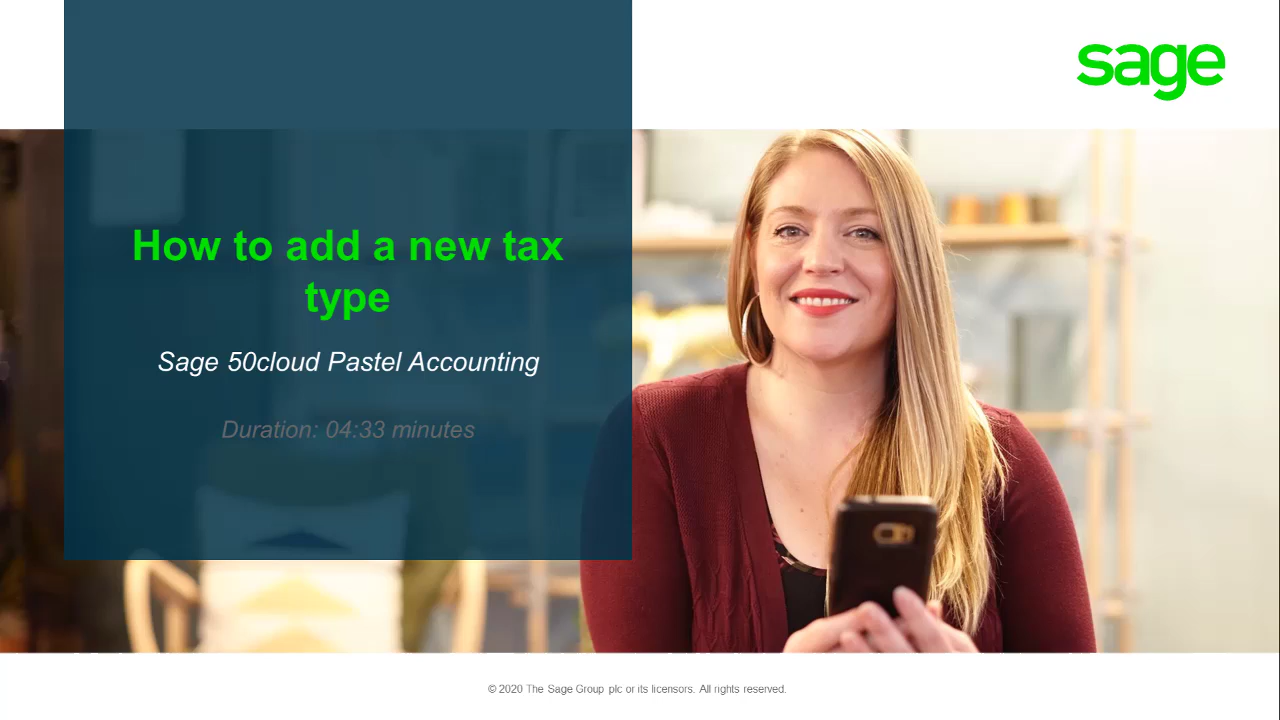 sage
How to add a new tax
type
Sage 50cloud Pastel Accounting
Duration: 04:33 minutes
© 2020 The Sage Group plc or its licensors. All rights reserved.